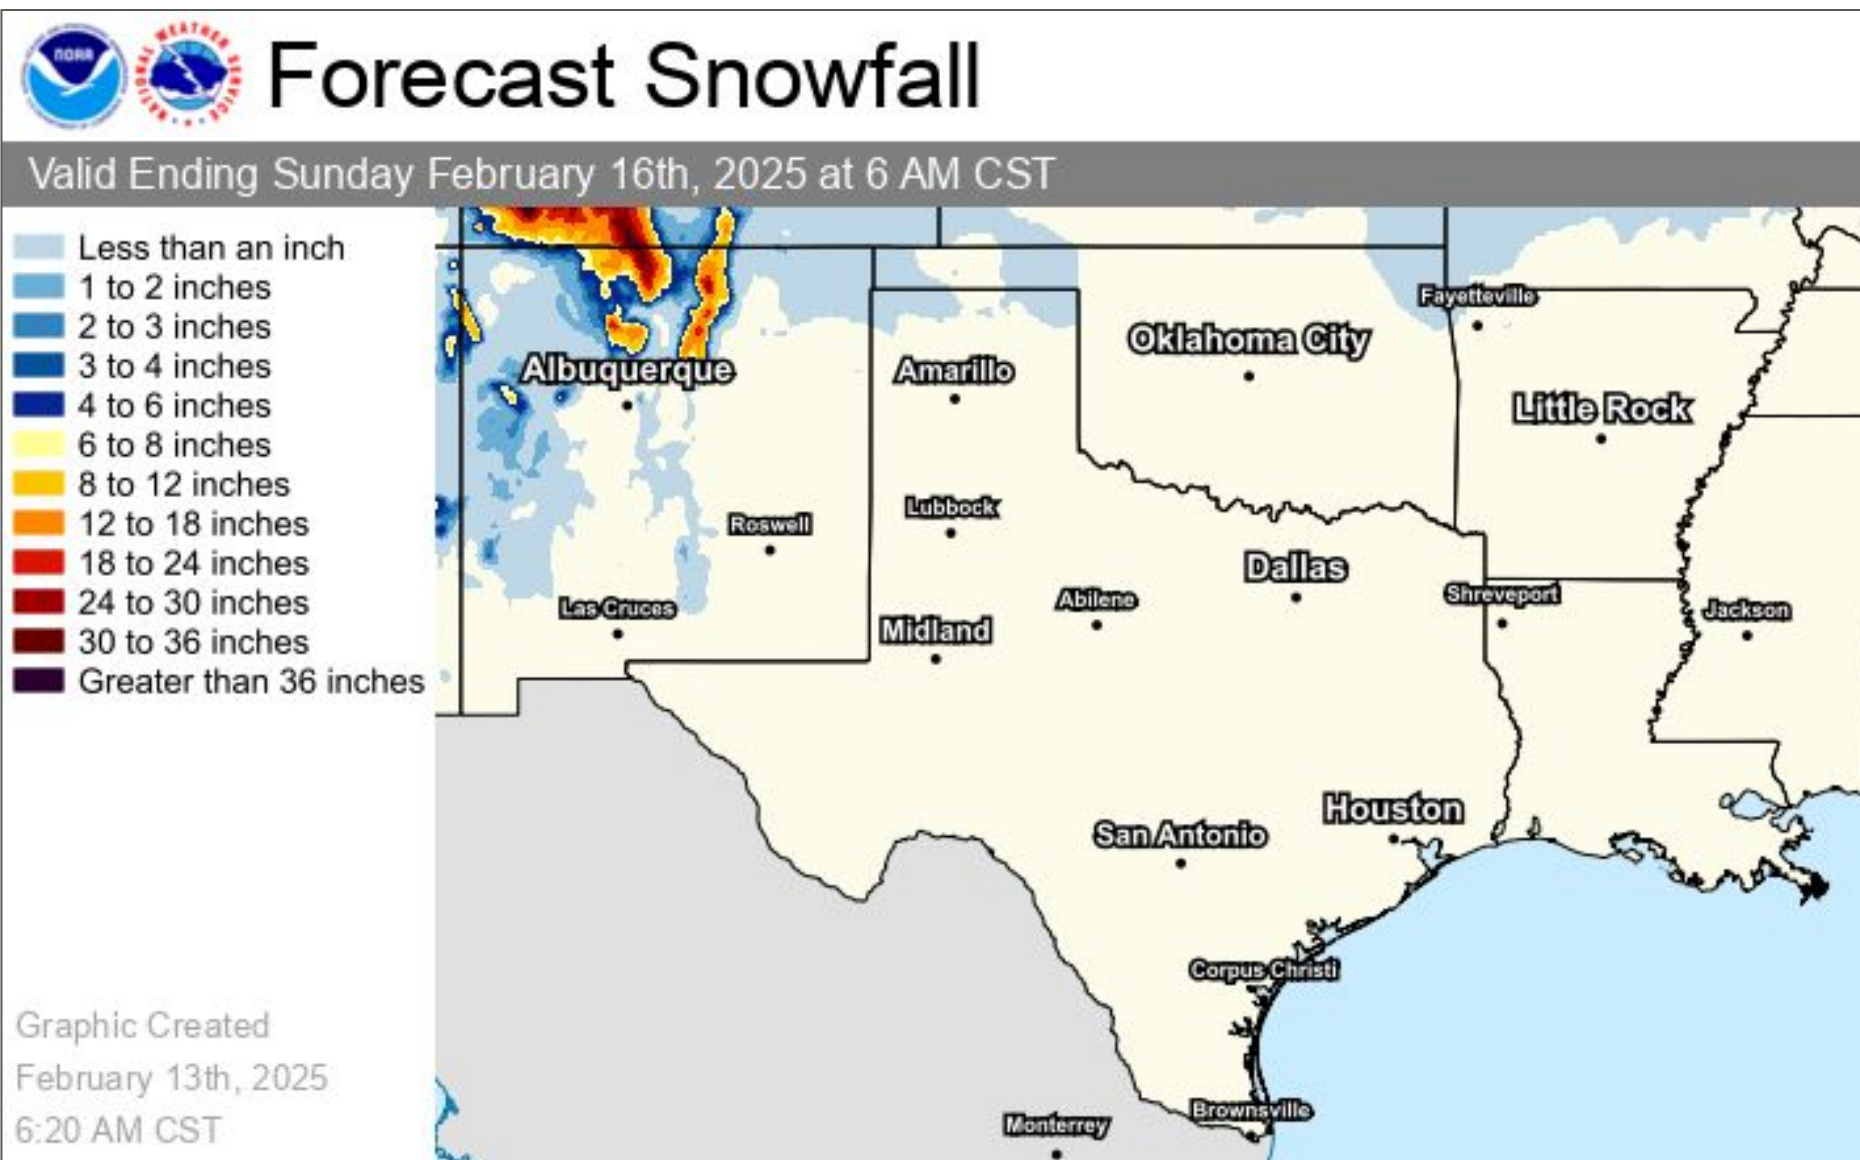 NOAA
NATIONAL WEATHER SERVICE
Forecast Snowfall
Valid Ending Sunday February 16th, 2025 at 6 AM CST
Less than an inch
1 to 2 inches
2 to 3 inches
3 to 4 inches
4 to 6 inches
6 to 8 inches
8 to 12 inches
12 to 18 inches
18 to 24 inches
24 to 30 inches
30 to 36 inches
Greater than 36 inches
Graphic Created
February 13th, 2025
6:20 AM CST
Fayetteville
Oklahoma City
Albuquerque
Amarillo
Little Rock
Lubbock
Roswell
Dallas
Shreveport
Abilene
Las Cruces
Jackson
Midland
Houston
San Antonio
Corpus Christi
Brownsville
Monterrey